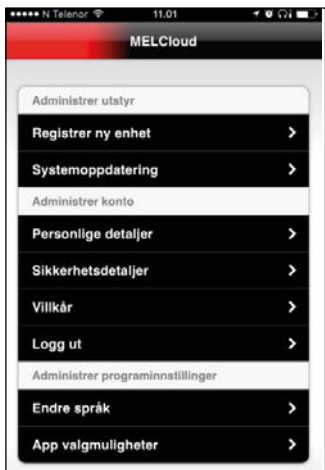 N Telenor 11.01
MELCloud
Administrer utstyr
Registrer ny enhet
Systemoppdatering
Administrer konto
Personlige detaljer
Sikkerhetsdetaljer
Villkår
Logg ut
Administrer programinnstillinger
Endre språk
App valgmuligheter